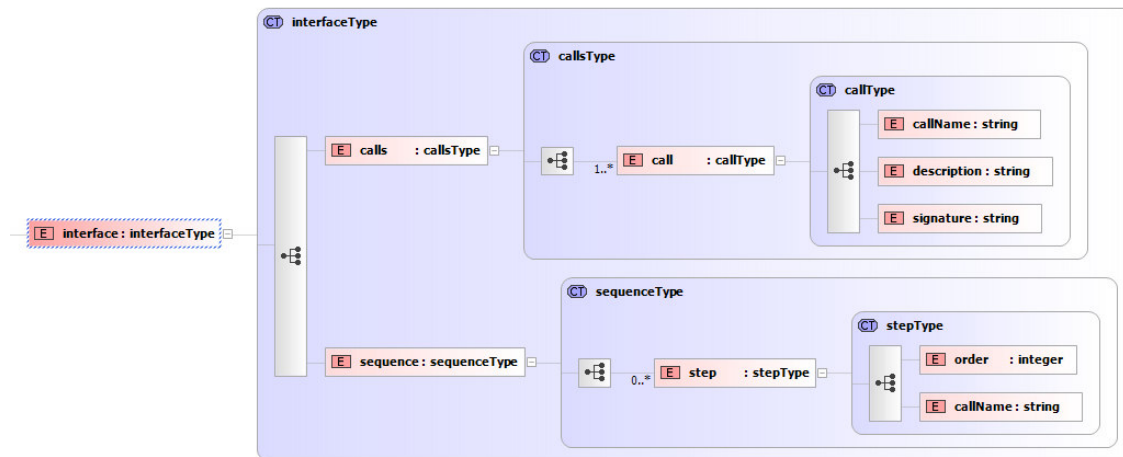 CT interfaceType
CT callsType
CT callType
E callName : string
E calls : callsType
1..*
E call : callType
E description : string
E signature : string
E interface : interfaceType
CT sequenceType
CT stepType
E sequence : sequenceType
0..*
E step : stepType
E order : integer
E callName : string